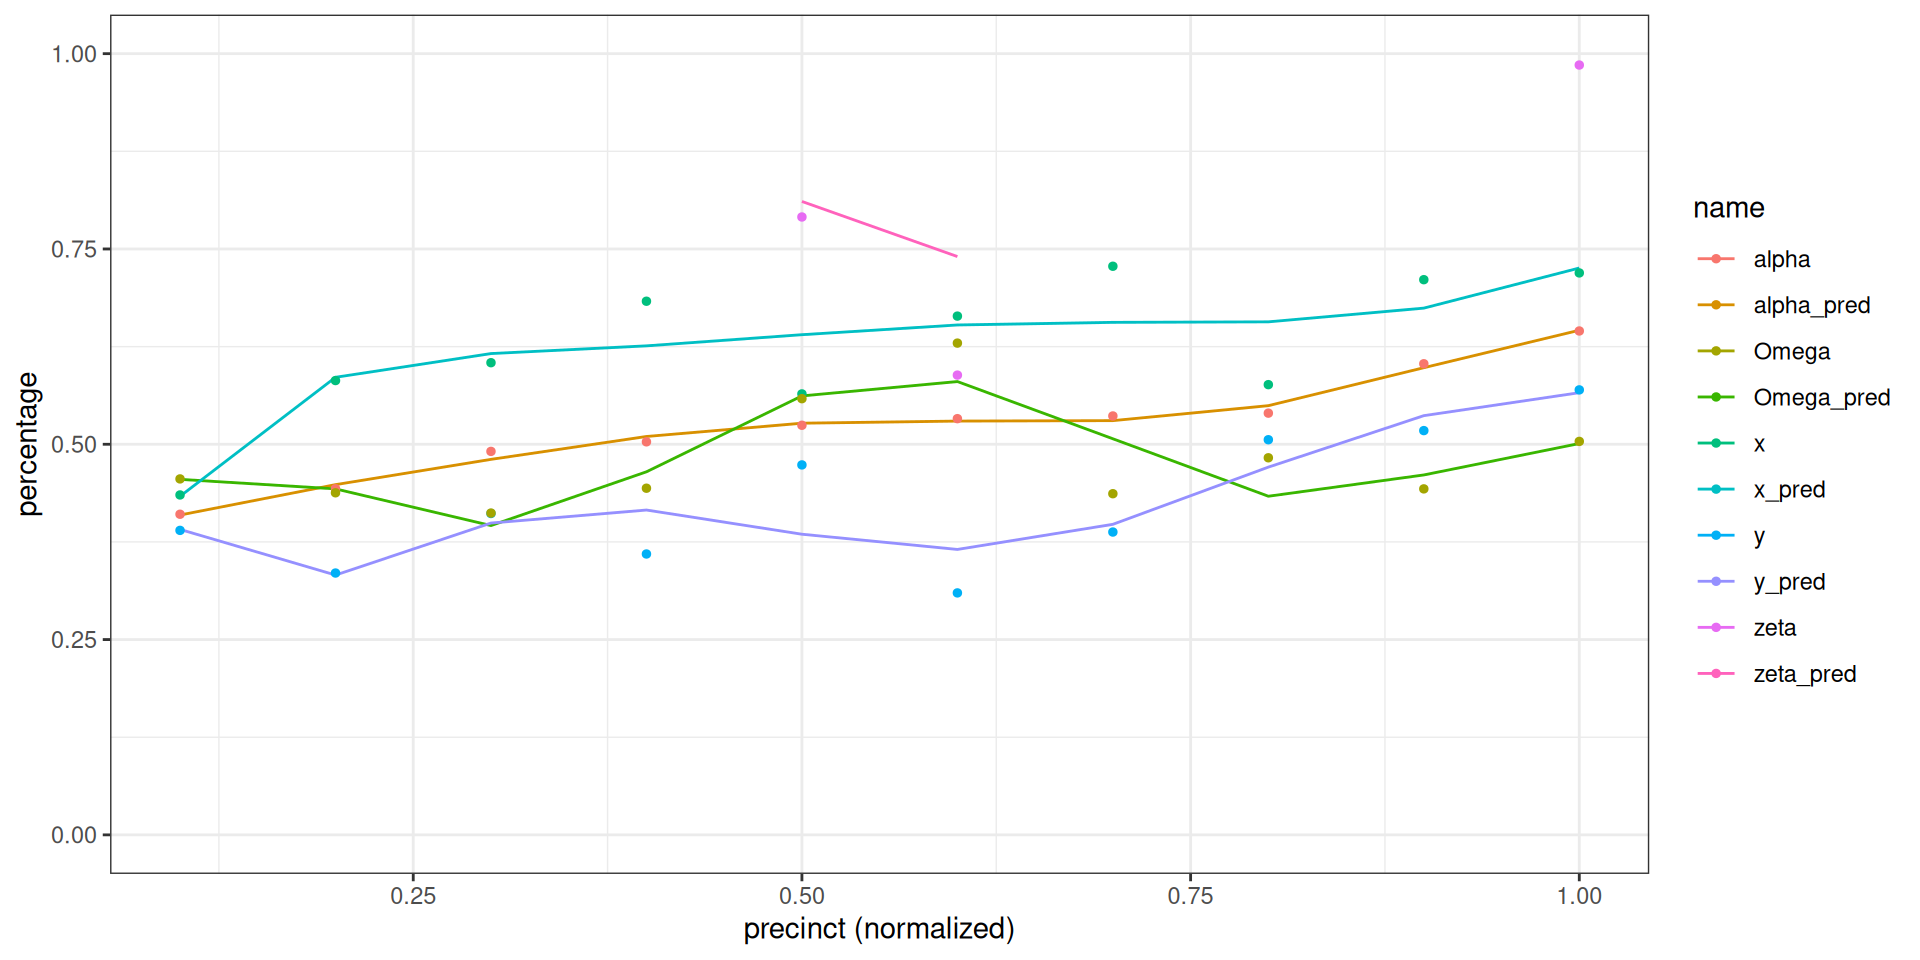 1.00
0.75
0.50
0.25
0.00
percentage
0.25
0.50
0.75
1.00
precinct (normalized)
name
alpha
alpha_pred
Omega
Omega_pred
x
x_pred
y
y_pred
zeta
zeta_pred